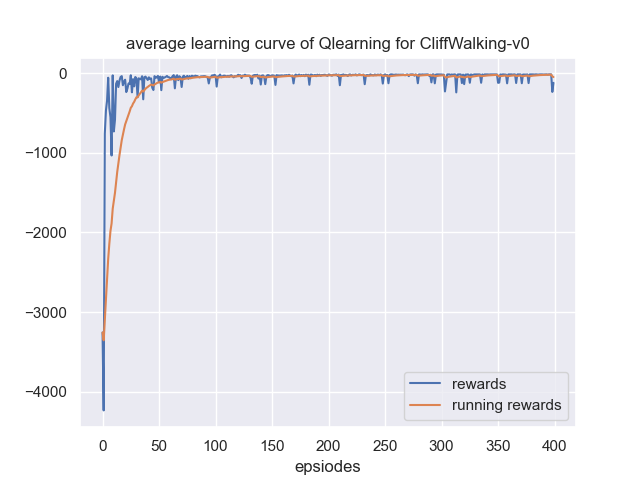 average learning curve of Qlearning for CliffWalking-v0
0
−1000
−2000
−3000
−4000
rewards
running rewards
0 50 100 150 200 250 300 350 400
epsiodes